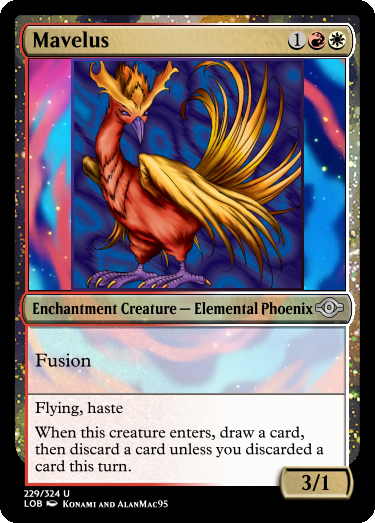 Mavelus 1
Enchantment Creature — Elemental Phoenix
Fusion
Flying, haste
When this creature enters, draw a card,
then discard a card unless you discarded a
card this turn.
3/1
229/324 U
LOB Konami and AlanMac95